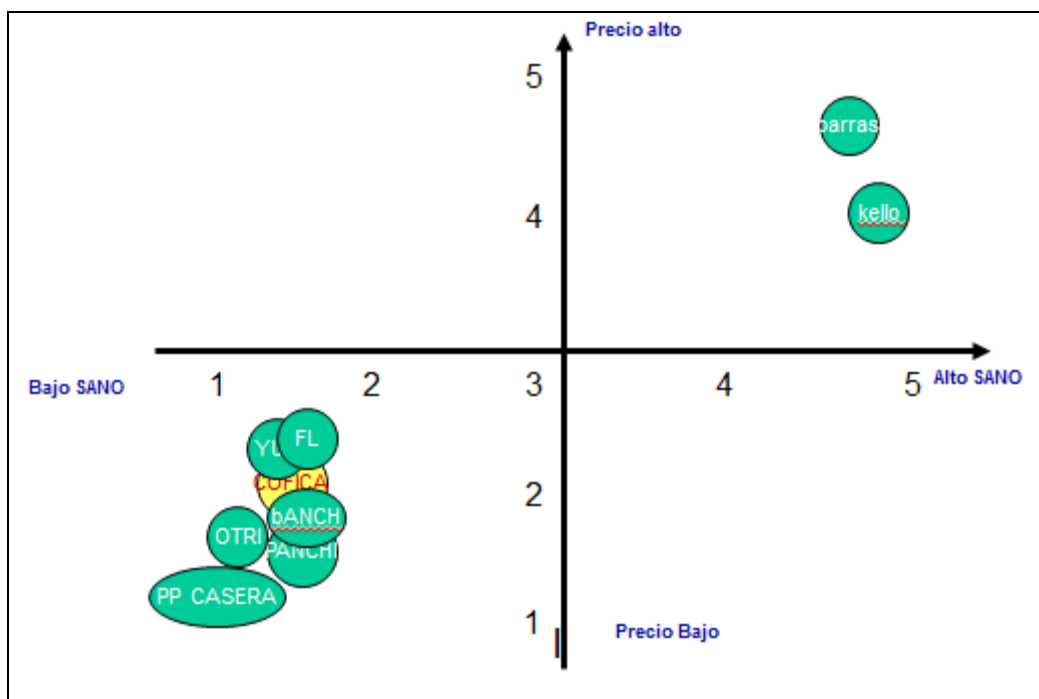 Precio alto
5
barras
4
kello
Bajo SANO
1
2
3
4
5
Alto SANO
YU
FL
COFICA
2
bANCH
OTRI
PANCHI
PP CASERA
1
Precio Bajo